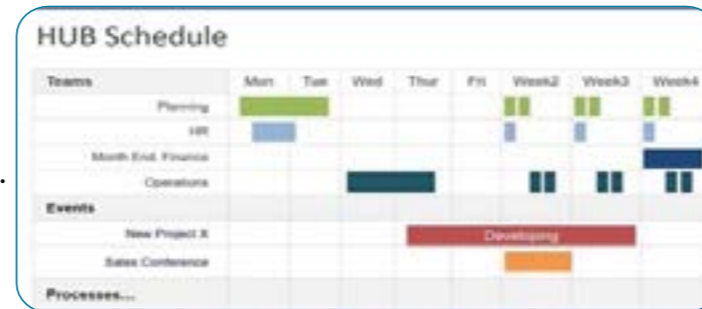 HUB Schedule
Teams Mon Tue Wed Thur Fri Week2 Week3 Week4
Planning
HR
Month End. Finance
Operations
Events
New Project X Developing
Sales Conference
Processes...